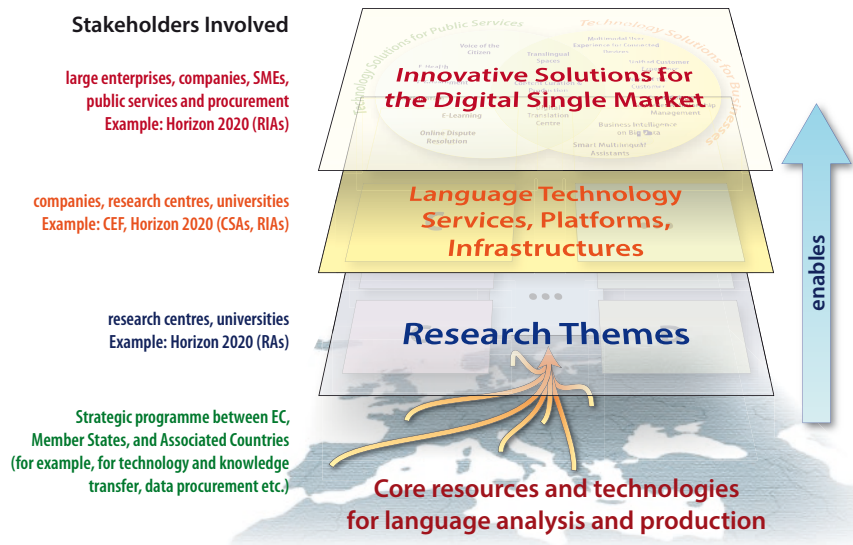 Stakeholders Involved
large enterprises, companies, SMEs,
public services and procurement
Example: Horizon 2020 (RIAs)
companies, research centres, universities
Example: CEF, Horizon 2020 (CSAs, RIAs)
research centres, universities
Example: Horizon 2020 (RAs)
Strategic programme between EC,
Member States, and Associated Countries
(for example, for technology and knowledge
transfer, data procurement etc.)
Technology Solutions for Public Services
Technology Solutions for Businesses
Voice of the
Citizen
Translingual
Spaces
E-Learning
Online Dispute
Resolution
Translation
Centre
Management
Business Intelligence
on Big Data
Smart Multilingual
Assistants
Innovative Solutions for
the Digital Single Market
Language Technology
Services, Platforms,
Infrastructures
Research Themes
Core resources and technologies
for language analysis and production
enables